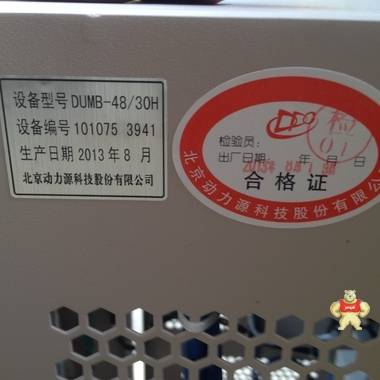 设备型号 DUMB-48/30H
设备编号 101075 3941
生产日期 2013 年 8 月
北京动力源科技股份有限公司
检验员:
检
01
出厂日期: 年 月 日
合格证
北京动力源科技股份有限公司